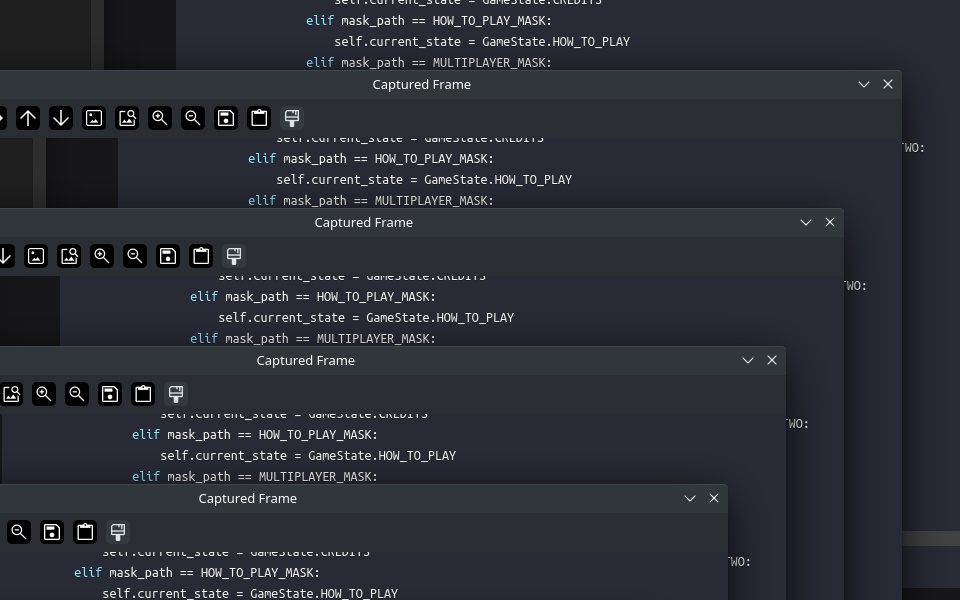 self.current_state = GameState.CREDITS
elif mask_path == HOW_TO_PLAY_MASK:
self.current_state = GameState.HOW_TO_PLAY
elif mask_path == MULTIPLAYER_MASK:
Captured Frame
TWO:
self.current_state = GameState.CREDITS
elif mask_path == HOW_TO_PLAY_MASK:
self.current_state = GameState.HOW_TO_PLAY
elif mask_path == MULTIPLAYER_MASK:
Captured Frame
TWO:
self.current_state = GameState.CREDITS
elif mask_path == HOW_TO_PLAY_MASK:
self.current_state = GameState.HOW_TO_PLAY
elif mask_path == MULTIPLAYER_MASK:
Captured Frame
TWO:
self.current_state = GameState.CREDITS
elif mask_path == HOW_TO_PLAY_MASK:
self.current_state = GameState.HOW_TO_PLAY
elif mask_path == MULTIPLAYER_MASK:
Captured Frame
TWO:
self.current_state = GameState.CREDITS
elif mask_path == HOW_TO_PLAY_MASK:
self.current_state = GameState.HOW_TO_PLAY